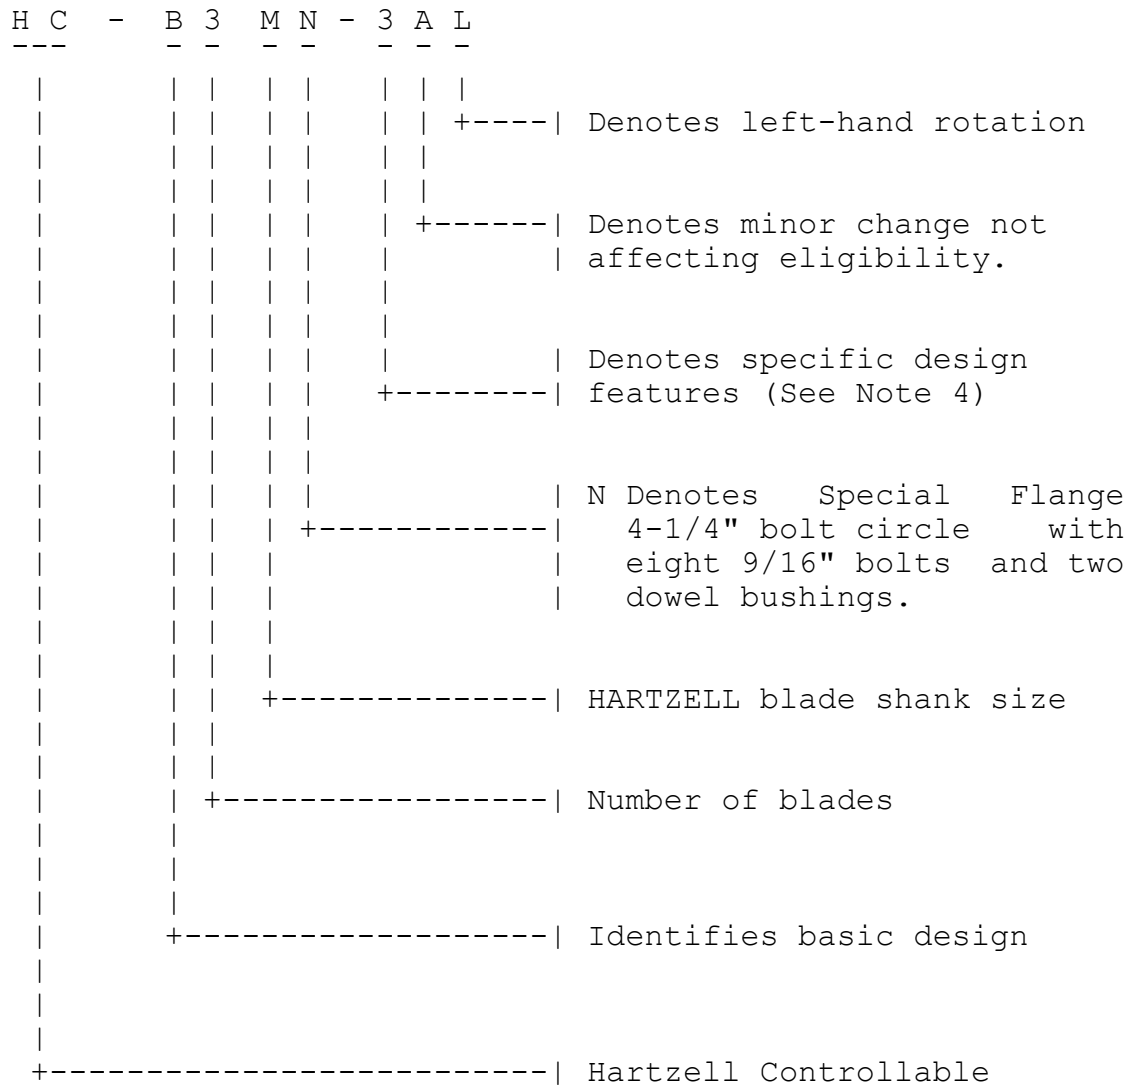 H C - B 3 M N - 3 A L
Denotes left-hand rotation
Denotes minor change not
affecting eligibility.
Denotes specific design
features (See Note 4)
N Denotes Special Flange
4-1/4" bolt circle with
eight 9/16" bolts and two
dowel bushings.
HARTZELL blade shank size
Number of blades
Identifies basic design
Hartzell Controllable